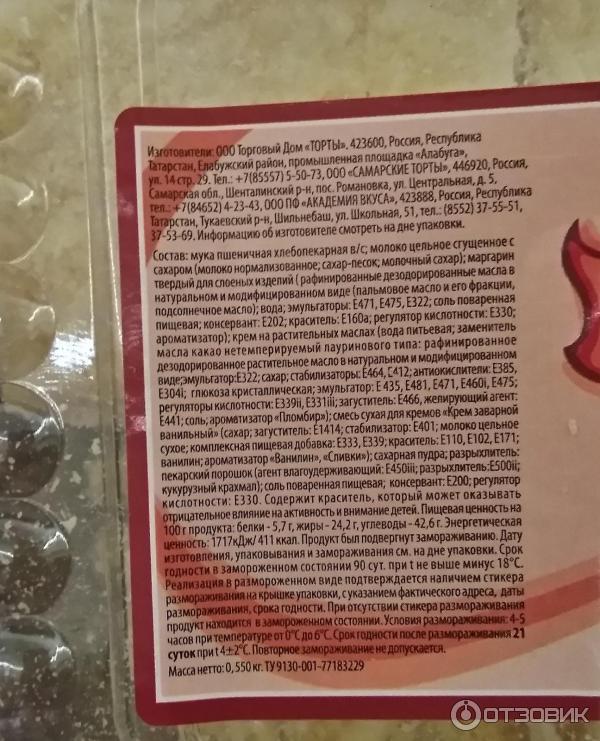 Изготовители: ООО Торговый Дом «ТОРТЫ». 423600, Россия, Республика
Татарстан, Елабужский район, промышленная площадка «Алабуга»,
ул. 14 стр. 29. Тел.: +7(85557) 5-50-73, ООО «САМАРСКИЕ ТОРТЫ», 446920, Россия,
Самарская обл., Шенталинский р-н, пос. Романовка, ул. Центральная, д. 5,
тел.: +7(84652) 4-23-43, ООО ПФ «АКАДЕМИЯ ВКУСА», 423888, Россия, Республика
Татарстан, Тукаевский р-н, Шильнебаш, ул. Школьная, 51, тел.: (8552) 37-55-51,
37-53-69. Информацию об изготовителе смотреть на дне упаковки.
Состав: мука пшеничная хлебопекарная в/с; молоко цельное сгущенное с
сахаром (молоко нормализованное; сахар-песок; молочный сахар); маргарин
твердый для слоеных изделий ( рафинированные дезодорированные масла в
натуральном и модифицированном виде (пальмовое масло и его фракции,
подсолнечное масло); вода; эмульгаторы: Е471, Е475, Е322; соль поваренная
пищевая; консервант: Е202; краситель: Е160а; регулятор кислотности: Е330;
ароматизатор); крем на растительных маслах (вода питьевая; заменитель
масла какао нетемперируемый лауринового типа: рафинированное
дезодорированное растительное масло в натуральном и модифицированном
виде;эмульгатор:Е322; сахар; стабилизаторы: Е464, Е412; антиокислители: Е385,
Е304i; глюкоза кристаллическая; эмульгатор: Е 435, Е481, Е471, Е460i, Е475;
регуляторы кислотности: Е339ii, Е331iii; загуститель: Е466, желирующий агент:
Е441; соль; ароматизатор «Пломбир»); смесь сухая для кремов «Крем заварной
ванильный» (сахар; загуститель: Е1414; стабилизатор: Е401; молоко цельное
сухое; комплексная пищевая добавка: Е333, Е339; краситель: Е110, Е102, Е171;
ванилин; ароматизатор «Ванилин», «Сливки»); сахарная пудра; разрыхлитель:
пекарский порошок (агент влагоудерживающий: Е450iii; разрыхлитель:Е500ii;
кукурузный крахмал); соль поваренная пищевая; консервант: Е200; регулятор
кислотности: Е330. Содержит краситель, который может оказывать
отрицательное влияние на активность и внимание детей. Пищевая ценность на
100 г продукта: белки - 5,7 г, жиры - 24,2 г, углеводы - 42,6 г. Энергетическая
ценность: 1717кДж/ 411 ккал. Продукт был подвергнут замораживанию. Дату
изготовления, упаковывания и замораживания см. на дне упаковки. Срок
годности в замороженном состоянии 90 сут. при t не выше минус 18°С.
Реализация в размороженном виде подтверждается наличием стикера
размораживания на крышке упаковки, с указанием фактического адреса, даты
размораживания, срока годности. При отсутствии стикера размораживания
продукт находится в замороженном состоянии. Условия размораживания: 4-5
часов при температуре от 0°С до 6°С. Срок годности после размораживания 21
суток при t 4±2°С. Повторное замораживание не допускается.
Масса нетто: 0,550 кг. ТУ 9130-001-77183229
ОТЗОВИК